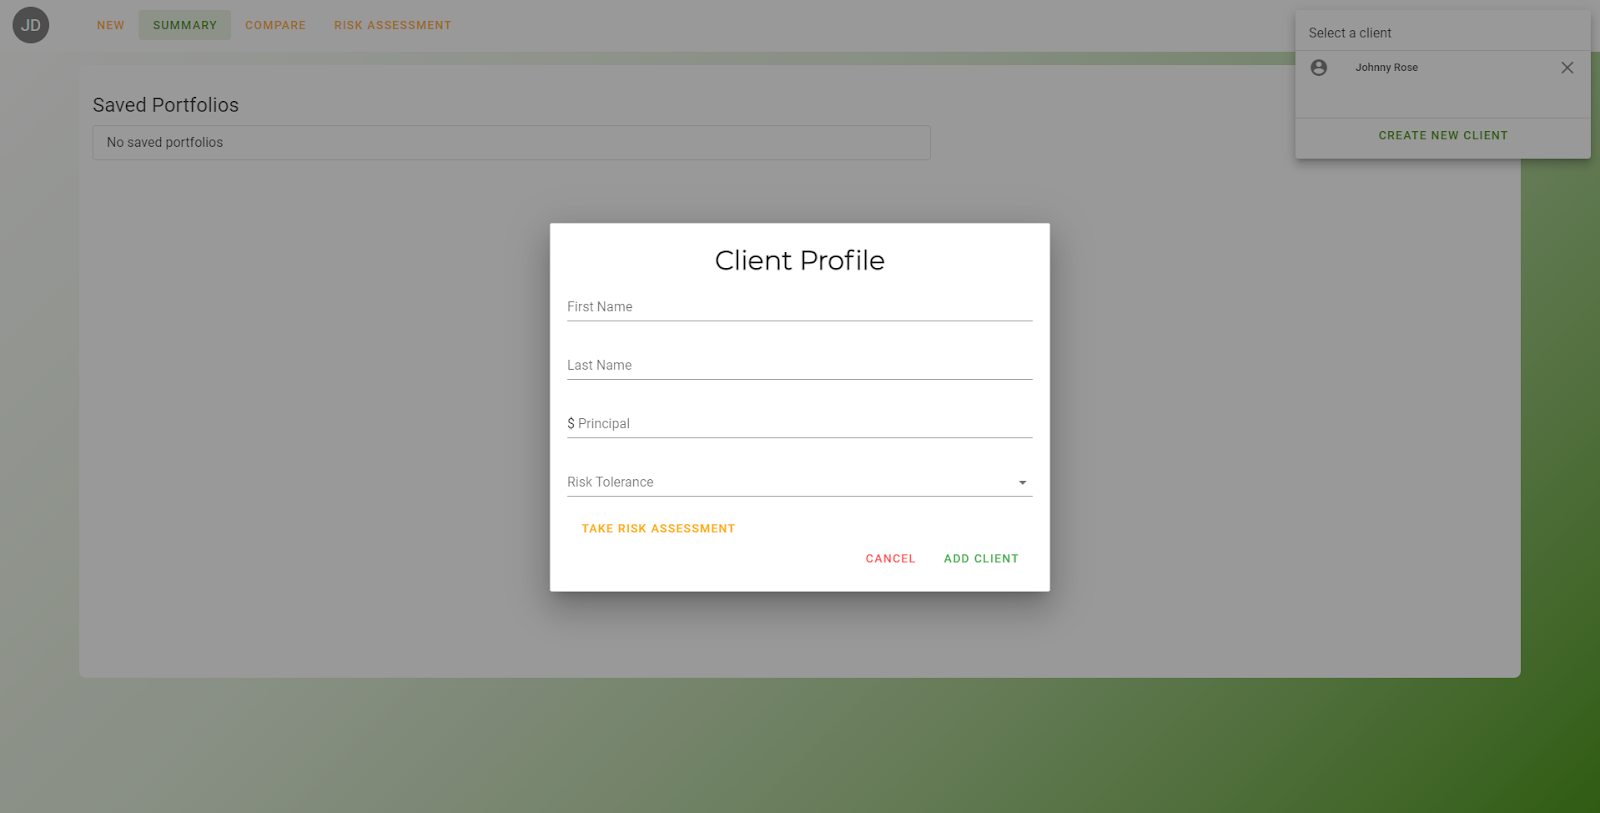 JD
NEW
SUMMARY
COMPARE
RISK ASSESSMENT
Select a client
Johnny Rose
CREATE NEW CLIENT
Saved Portfolios
No saved portfolios
Client Profile
First Name
Last Name
$ Principal
Risk Tolerance
TAKE RISK ASSESSMENT
CANCEL
ADD CLIENT